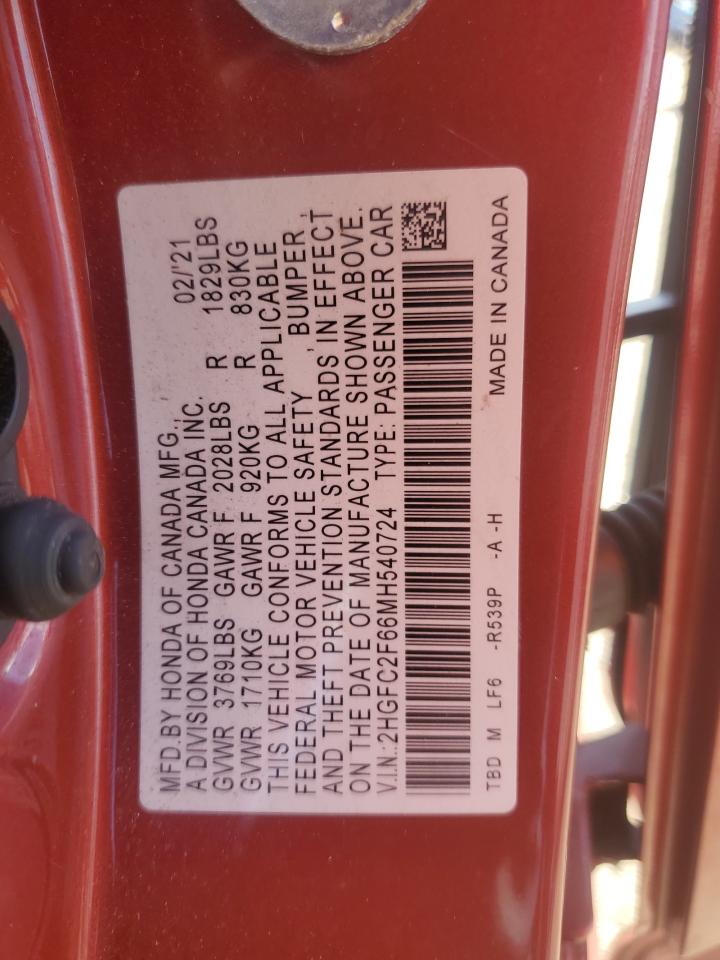 MFD.BY HONDA OF CANADA MFG., 02/'21
A DIVISION OF HONDA CANADA INC.
GVWR 3769LBS GAWR F 2028LBS R 1829LBS
GVWR 1710KG GAWR F 920KG R 830KG
THIS VEHICLE CONFORMS TO ALL APPLICABLE
FEDERAL MOTOR VEHICLE SAFETY , BUMPER ,
AND THEFT PREVENTION STANDARDS, IN EFFECT
ON THE DATE OF MANUFACTURE SHOWN ABOVE.
V.I.N.:2HGFC2F66MH540724 TYPE: PASSENGER CAR
TBD M LF6 -R539P -A -H MADE IN CANADA